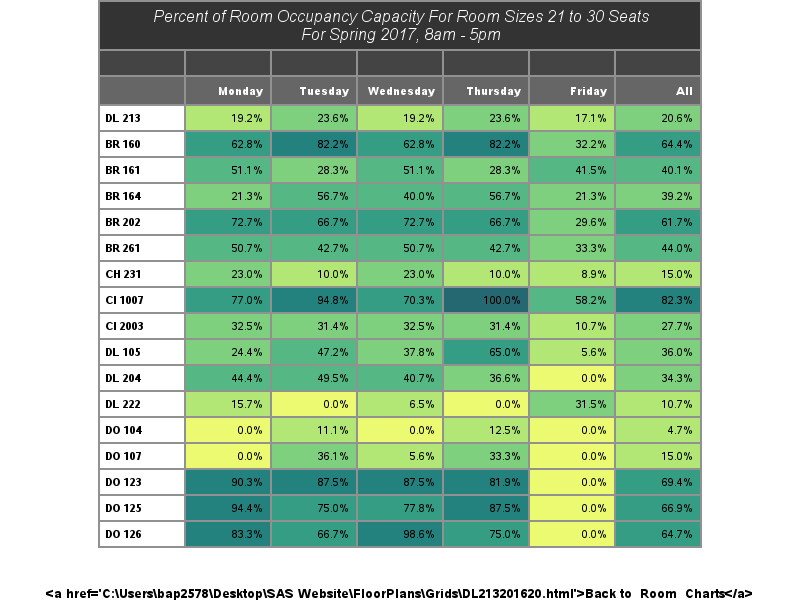 Percent of Room Occupancy Capacity For Room Sizes 21 to 30 Seats
For Spring 2017, 8am - 5pm
Monday Tuesday Wednesday Thursday Friday All
DL 213 19.2% 23.6% 19.2% 23.6% 17.1% 20.6%
BR 160 62.8% 82.2% 62.8% 82.2% 32.2% 64.4%
BR 161 51.1% 28.3% 51.1% 28.3% 41.5% 40.1%
BR 164 21.3% 56.7% 40.0% 56.7% 21.3% 39.2%
BR 202 72.7% 66.7% 72.7% 66.7% 29.6% 61.7%
BR 261 50.7% 42.7% 50.7% 42.7% 33.3% 44.0%
CH 231 23.0% 10.0% 23.0% 10.0% 8.9% 15.0%
CI 1007 77.0% 94.8% 70.3% 100.0% 58.2% 82.3%
CI 2003 32.5% 31.4% 32.5% 31.4% 10.7% 27.7%
DL 105 24.4% 47.2% 37.8% 65.0% 5.6% 36.0%
DL 204 44.4% 49.5% 40.7% 36.6% 0.0% 34.3%
DL 222 15.7% 0.0% 6.5% 0.0% 31.5% 10.7%
DO 104 0.0% 11.1% 0.0% 12.5% 0.0% 4.7%
DO 107 0.0% 36.1% 5.6% 33.3% 0.0% 15.0%
DO 123 90.3% 87.5% 87.5% 81.9% 0.0% 69.4%
DO 125 94.4% 75.0% 77.8% 87.5% 0.0% 66.9%
DO 126 83.3% 66.7% 98.6% 75.0% 0.0% 64.7%
<a href='C:\Users\bap2578\Desktop\SAS Website\FloorPlans\Grids\DL213201620.html'>Back to Room Charts</a>